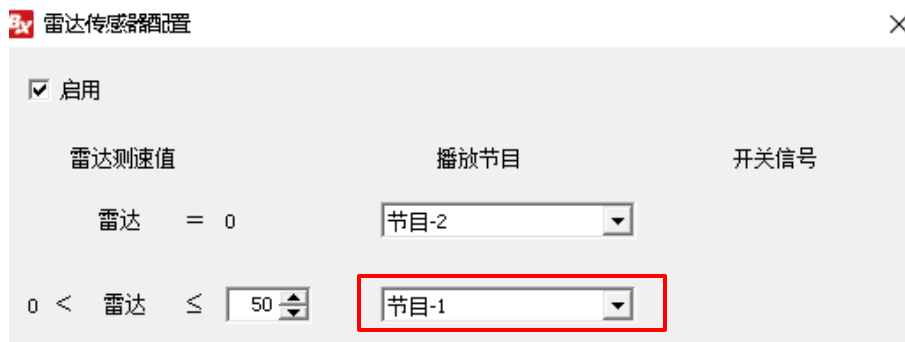 BX 雷达传感器配置
启用
雷达测速值 播放节目 开关信号
雷达 = 0 节目-2
0 < 雷达 ≤ 50 节目-1